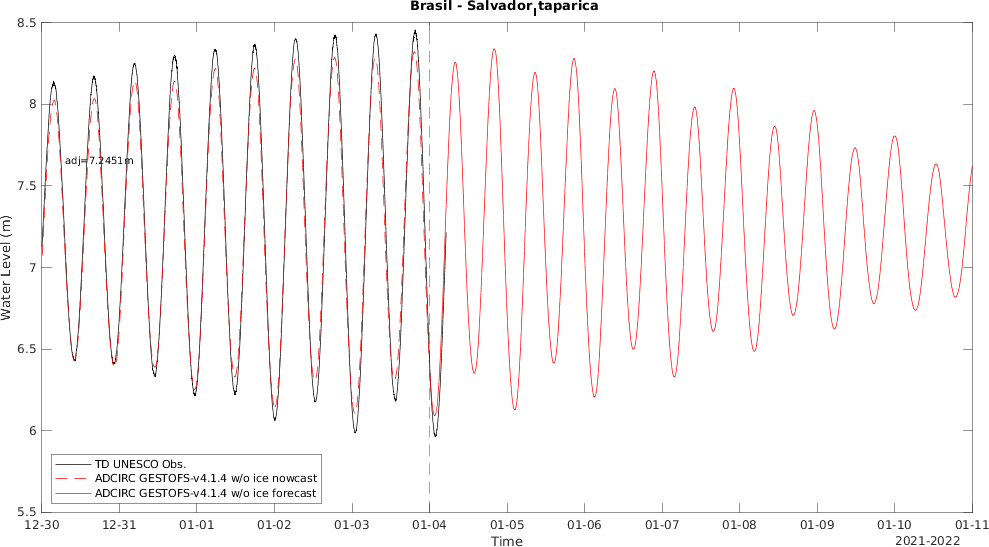 Brasil - Salvador,taparica
8.5
8
7.5
7
6.5
6
5.5
Water Level (m)
adj=7.2451m
TD UNESCO Obs.
ADCIRC GESTOFS-v4.1.4 w/o ice nowcast
ADCIRC GESTOFS-v4.1.4 w/o ice forecast
12-30 12-31 01-01 01-02 01-03 01-04 01-05 01-06 01-07 01-08 01-09 01-10 01-11
Time
2021-2022